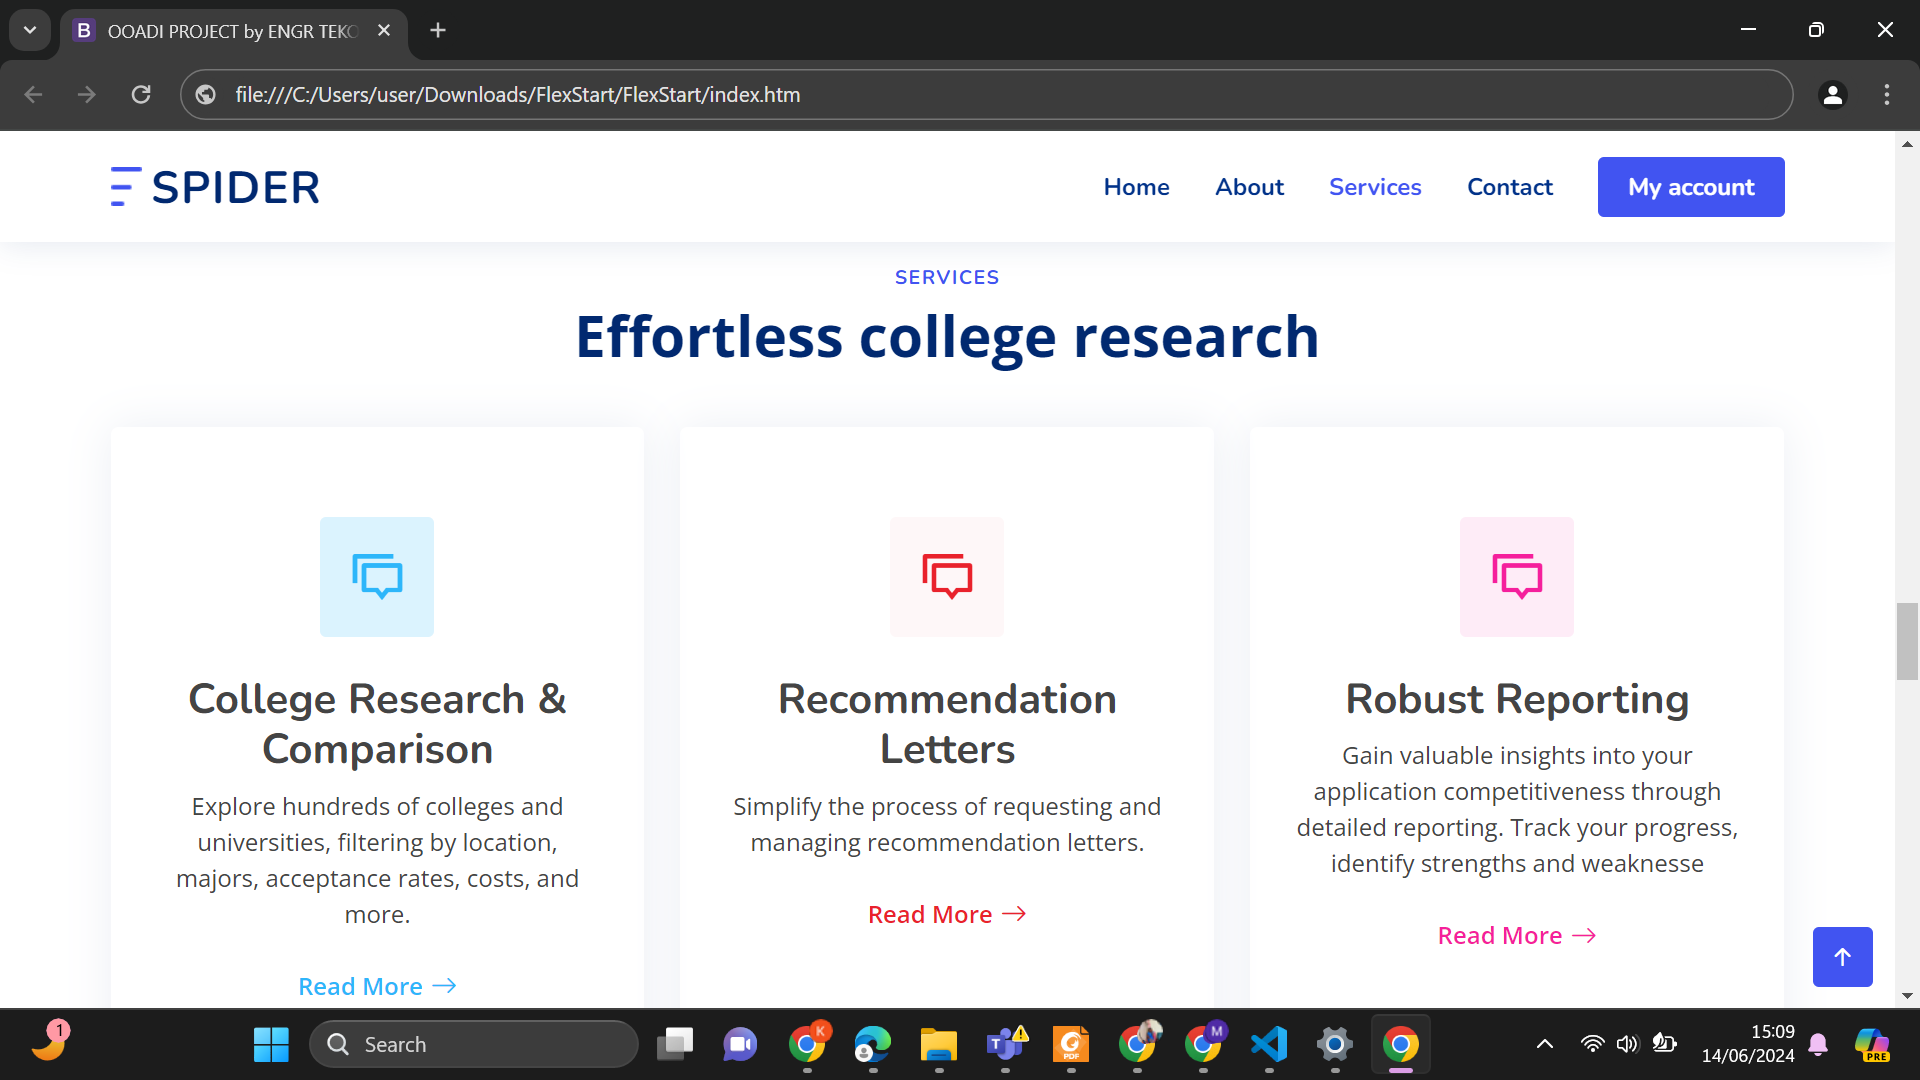 B OOADI PROJECT by ENGR TEKO
file:///C:/Users/user/Downloads/FlexStart/FlexStart/index.htm
SPIDER
Home About Services Contact My account
SERVICES
Effortless college research
College Research &
Comparison
Explore hundreds of colleges and
universities, filtering by location,
majors, acceptance rates, costs, and
more.
Read More
Recommendation
Letters
Simplify the process of requesting and
managing recommendation letters.
Read More
Robust Reporting
Gain valuable insights into your
application competitiveness through
detailed reporting. Track your progress,
identify strengths and weaknesse
Read More
1
Search
K
T
PDF
M
15:09
14/06/2024
PRE